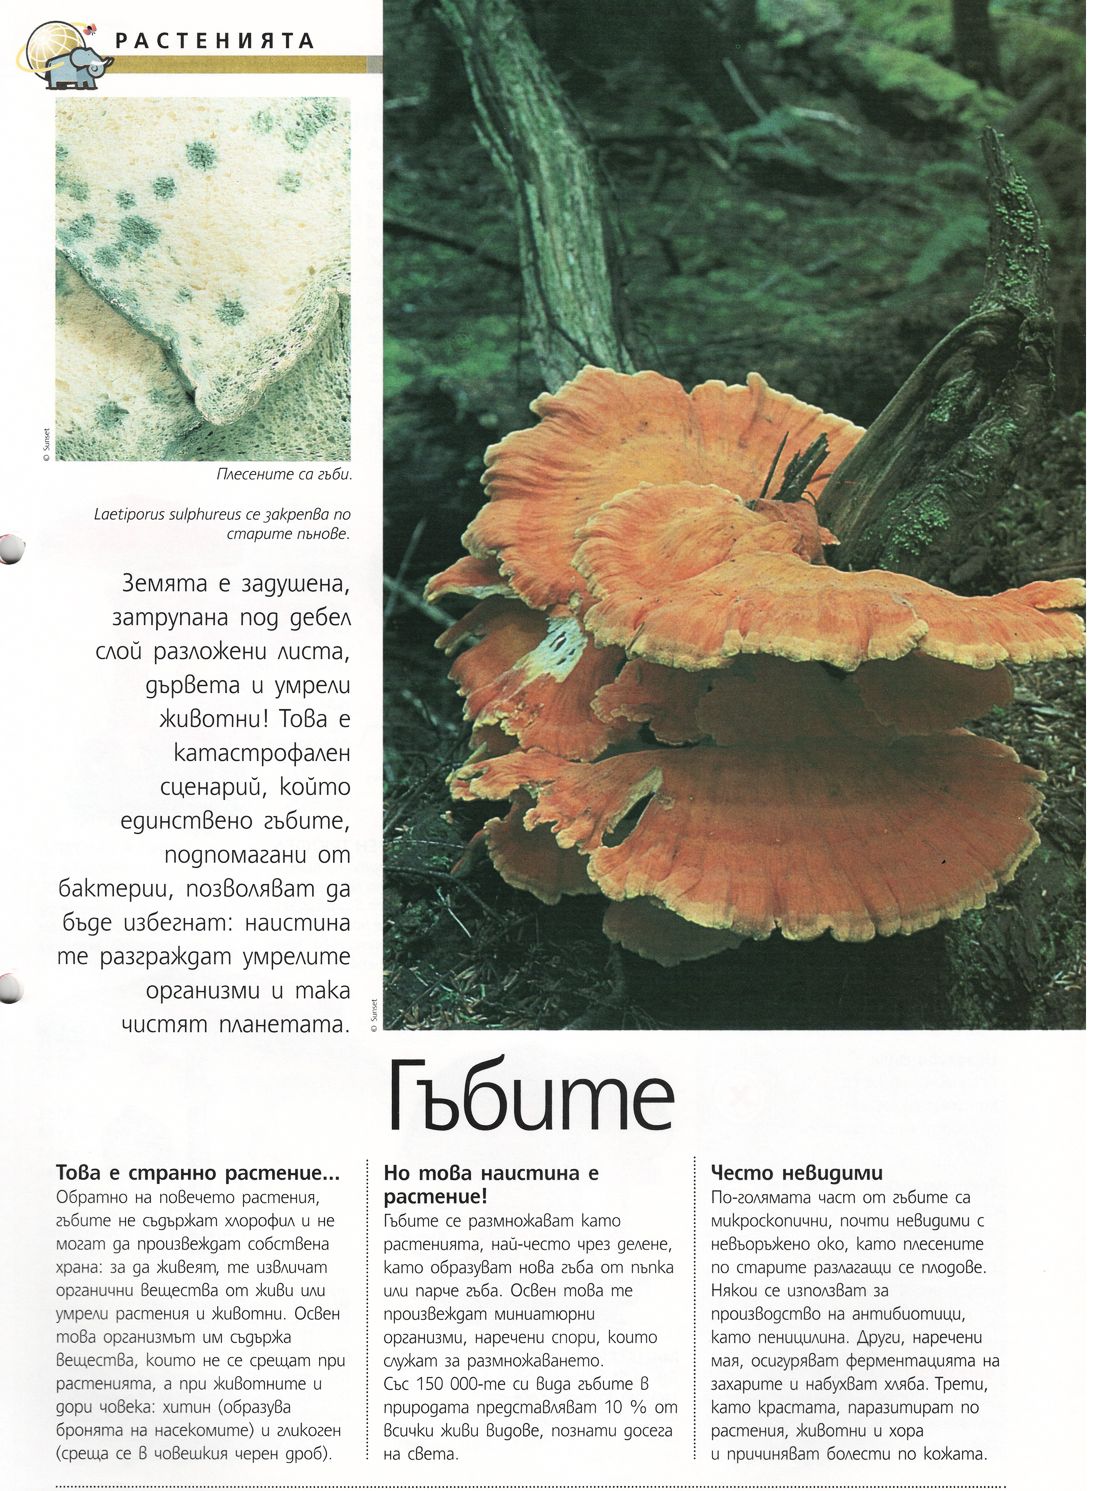 РАСТЕНИЯТА
© Sunset
Плесените са гъби.
Laetiporus sulphureus се закрепва по
старите пънове.
Земята е задушена,
затрупана под дебел
слой разложени листа,
дървета и умрели
животни! Това е
катастрофален
сценарий, който
единствено гъбите,
подпомагани от
бактерии, позволяват да
бъде избегнат: наистина
те разграждат умрелите
организми и така
чистят планетата.
© Sunset
Гъбите
Това е странно растение...
Обратно на повечето растения,
гъбите не съдържат хлорофил и не
могат да произвеждат собствена
храна: за да живеят, те извличат
органични вещества от живи или
умрели растения и животни. Освен
това организмът им съдържа
вещества, които не се срещат при
растенията, а при животните и
дори човека: хитин (образува
бронята на насекомите) и гликоген
(среща се в човешкия черен дроб).
Но това наистина е
растение!
Гъбите се размножават като
растенията, най-често чрез делене,
като образуват нова гъба от пъпка
или парче гъба. Освен това те
произвеждат миниатюрни
организми, наречени спори, които
служат за размножаването.
Със 150 000-те си вида гъбите в
природата представляват 10 % от
всички живи видове, познати досега
на света.
Често невидими
По-голямата част от гъбите са
микроскопични, почти невидими с
невъоръжено око, като плесените
по старите разлагащи се плодове.
Някои се използват за
производство на антибиотици,
като пеницилина. Други, наречени
мая, осигуряват ферментацията на
захарите и набухват хляба. Трети,
като крастата, паразитират по
растения, животни и хора
и причиняват болести по кожата.